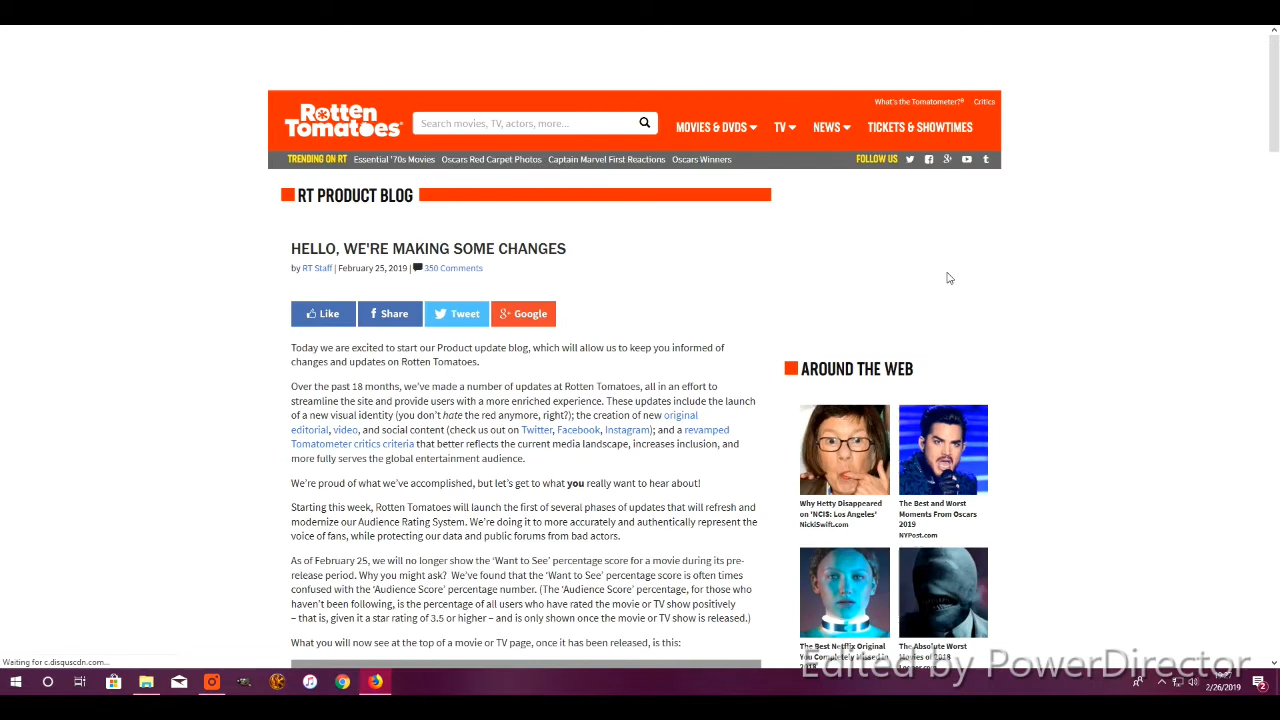 What's the Tomatometer?® Critics
Rotten Tomatoes®
Search movies, TV, actors, more...
MOVIES & DVDS TV NEWS TICKETS & SHOWTIMES
TRENDING ON RT Essential '70s Movies Oscars Red Carpet Photos Captain Marvel First Reactions Oscars Winners FOLLOW US
RT PRODUCT BLOG
HELLO, WE'RE MAKING SOME CHANGES
by RT Staff | February 25, 2019 | 350 Comments
Like Share Tweet Google
Today we are excited to start our Product update blog, which will allow us to keep you informed of
changes and updates on Rotten Tomatoes.
Over the past 18 months, we've made a number of updates at Rotten Tomatoes, all in an effort to
streamline the site and provide users with a more enriched experience. These updates include the launch
of a new visual identity (you don't hate the red anymore, right?); the creation of new original
editorial, video, and social content (check us out on Twitter, Facebook, Instagram); and a revamped
Tomatometer critics criteria that better reflects the current media landscape, increases inclusion, and
more fully serves the global entertainment audience.
We're proud of what we've accomplished, but let's get to what you really want to hear about!
Starting this week, Rotten Tomatoes will launch the first of several phases of updates that will refresh and
modernize our Audience Rating System. We're doing it to more accurately and authentically represent the
voice of fans, while protecting our data and public forums from bad actors.
As of February 25, we will no longer show the 'Want to See' percentage score for a movie during its pre-
release period. Why you might ask? We've found that the 'Want to See' percentage score is often times
confused with the 'Audience Score' percentage number. (The 'Audience Score' percentage, for those who
haven't been following, is the percentage of all users who have rated the movie or TV show positively
– that is, given it a star rating of 3.5 or higher – and is only shown once the movie or TV show is released.)
What you will now see at the top of a movie or TV page, once it has been released, is this:
AROUND THE WEB
Why Hetty Disappeared
on 'NCIS: Los Angeles'
NickiSwift.com
The Best and Worst
Moments From Oscars
2019
NYPost.com
The Best Netflix Original
You Completely Missed in
2018
The Absolute Worst
Movies of 2018
Looper.com
Edited by PowerDirector
Waiting for c.disquscdn.com...
2/26/2019
2